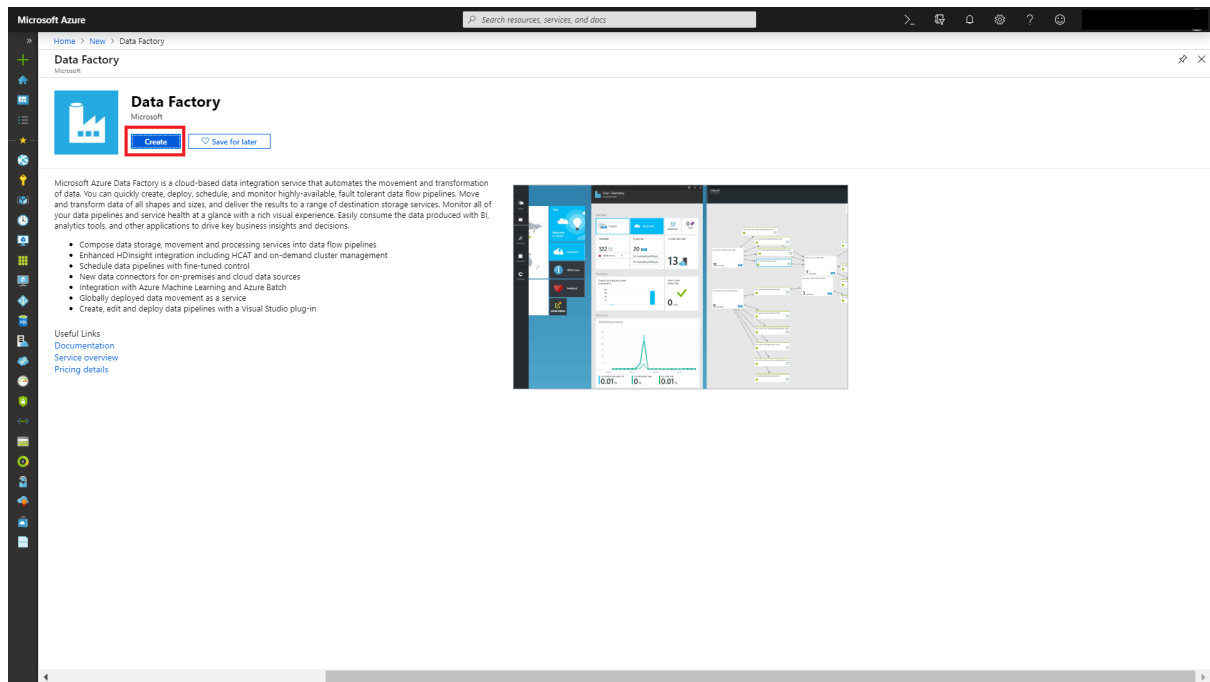 Microsoft Azure
Search resources, services, and docs
Home > New > Data Factory
Data Factory
Microsoft
Data Factory
Microsoft
Create
Save for later
Microsoft Azure Data Factory is a cloud-based data integration service that automates the movement and transformation
of data. You can quickly create, deploy, schedule, and monitor highly-available, fault tolerant data flow pipelines. Move
and transform data of all shapes and sizes, and deliver the results to a range of destination storage services. Monitor all of
your data pipelines and service health at a glance with a rich visual experience. Easily consume the data produced with BI,
analytics tools, and other applications to drive key business insights and decisions.
Compose data storage, movement and processing services into data flow pipelines
Enhanced HDInsight integration including HCAT and on-demand cluster management
Schedule data pipelines with fine-tuned control
New data connectors for on-premises and cloud data sources
Integration with Azure Machine Learning and Azure Batch
Globally deployed data movement as a service
Create, edit and deploy data pipelines with a Visual Studio plug-in
Useful Links
Documentation
Service overview
Pricing details
122
20
13
0
0.01
0
0.01